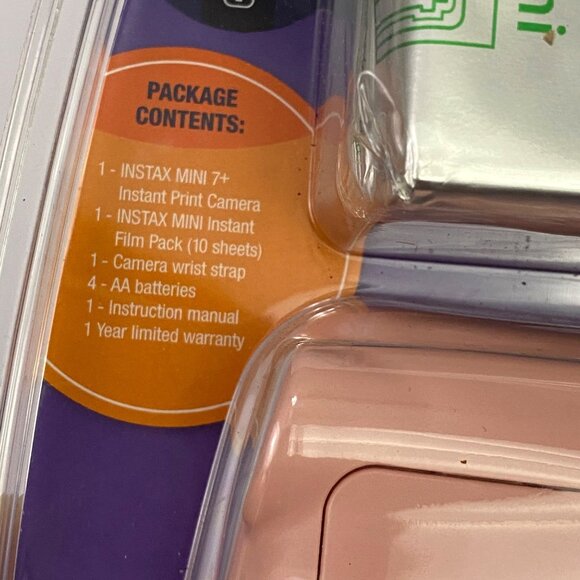 PACKAGE
CONTENTS:
1 - INSTAX MINI 7+
Instant Print Camera
1 - INSTAX MINI Instant
Film Pack (10 sheets)
1 - Camera wrist strap
4 - AA batteries
1 - Instruction manual
1 Year limited warranty
ni